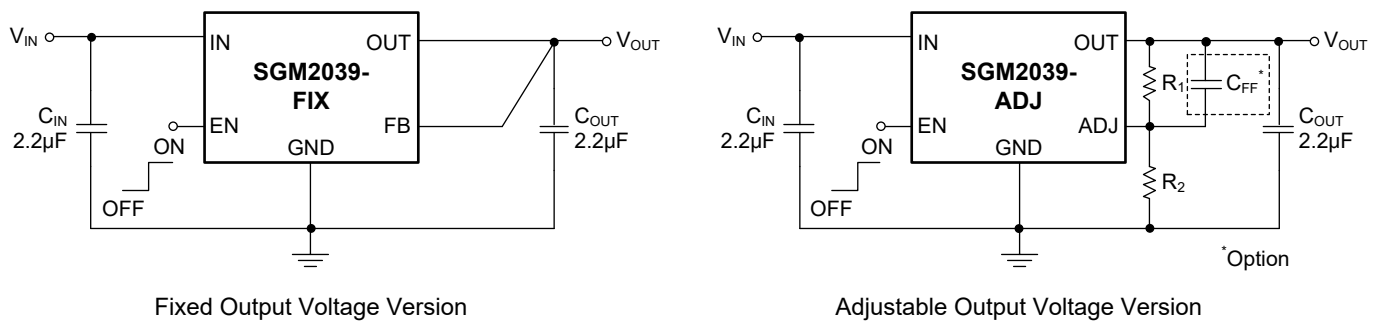 V_IN
IN
OUT
V_OUT
SGM2039-
FIX
C_IN
2.2µF
EN
FB
C_OUT
2.2µF
ON
GND
OFF
Fixed Output Voltage Version
V_IN
IN
OUT
V_OUT
SGM2039-
ADJ
R_1
C_FF*
C_IN
2.2µF
EN
ADJ
C_OUT
2.2µF
ON
GND
R_2
OFF
*Option
Adjustable Output Voltage Version